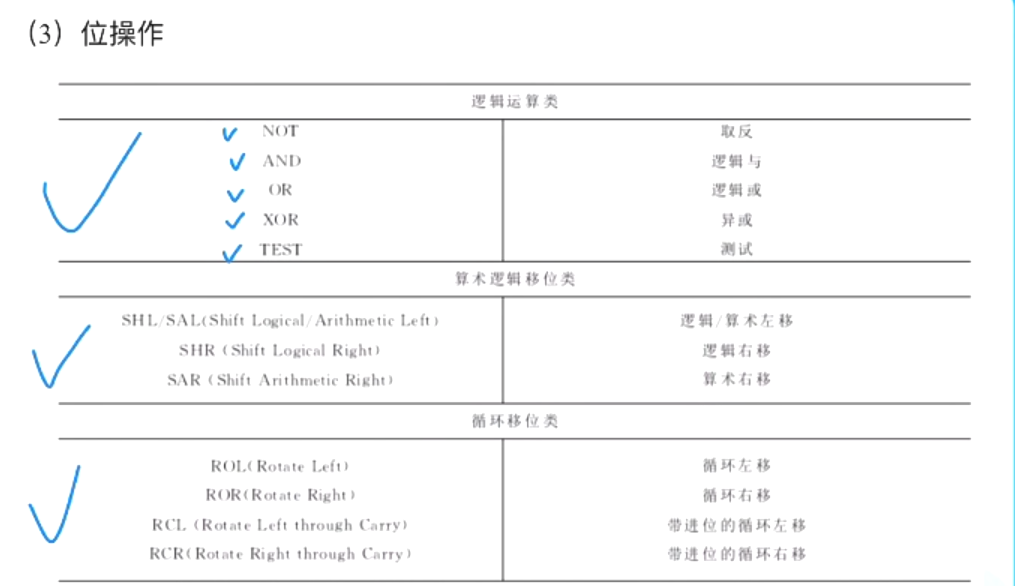 （3）位操作
逻辑运算类
NOT 取反
AND 逻辑与
OR 逻辑或
XOR 异或
TEST 测试
算术逻辑移位类
SHL/SAL(Shift Logical/Arithmetic Left) 逻辑/算术左移
SHR (Shift Logical Right) 逻辑右移
SAR (Shift Arithmetic Right) 算术右移
循环移位类
ROL(Rotate Left) 循环左移
ROR(Rotate Right) 循环右移
RCL (Rotate Left through Carry) 带进位的循环左移
RCR(Rotate Right through Carry) 带进位的循环右移